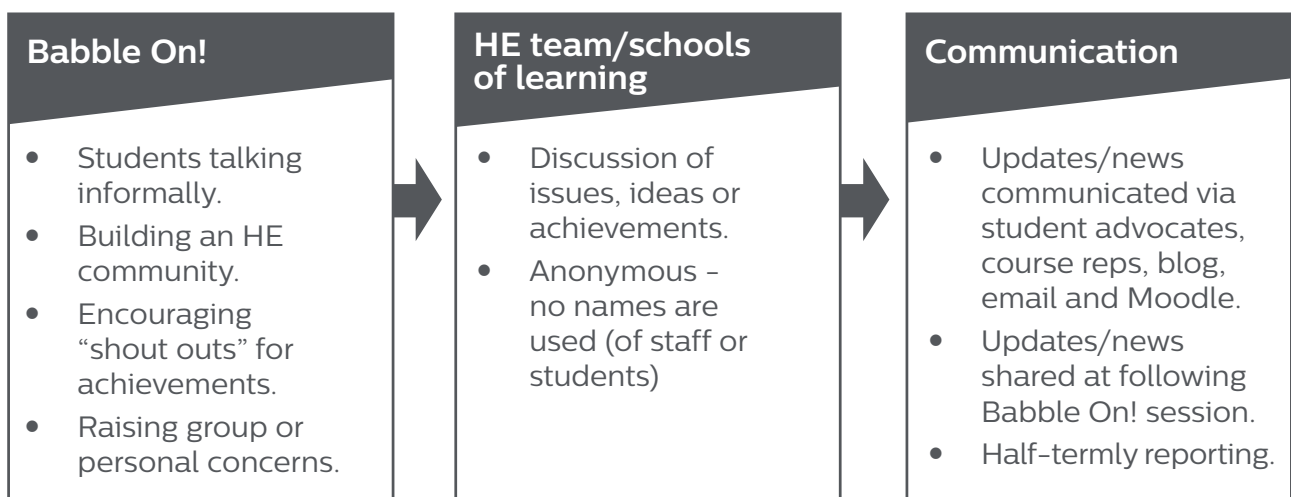 Babble On!
• Students talking
informally.
• Building an HE
community.
• Encouraging
“shout outs” for
achievements.
• Raising group or
personal concerns.
HE team/schools
of learning
• Discussion of
issues, ideas or
achievements.
• Anonymous -
no names are
used (of staff or
students)
Communication
• Updates/news
communicated via
student advocates,
course reps, blog,
email and Moodle.
• Updates/news
shared at following
Babble On! session.
• Half-termly reporting.